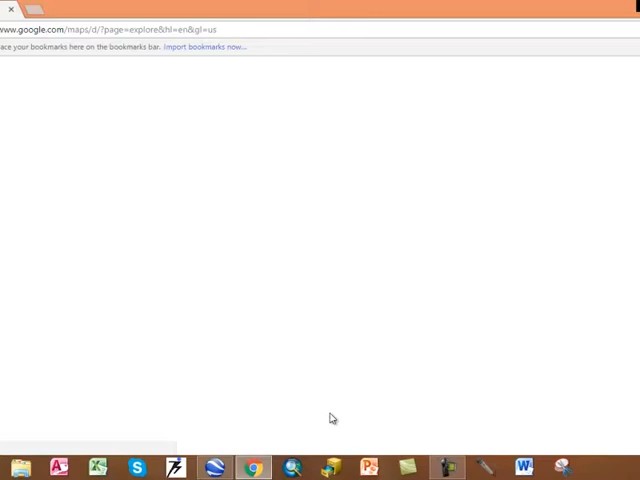 www.google.com/maps/d/?page=explore&hl=en&gl=us
ace your bookmarks here on the bookmarks bar. Import bookmarks now...